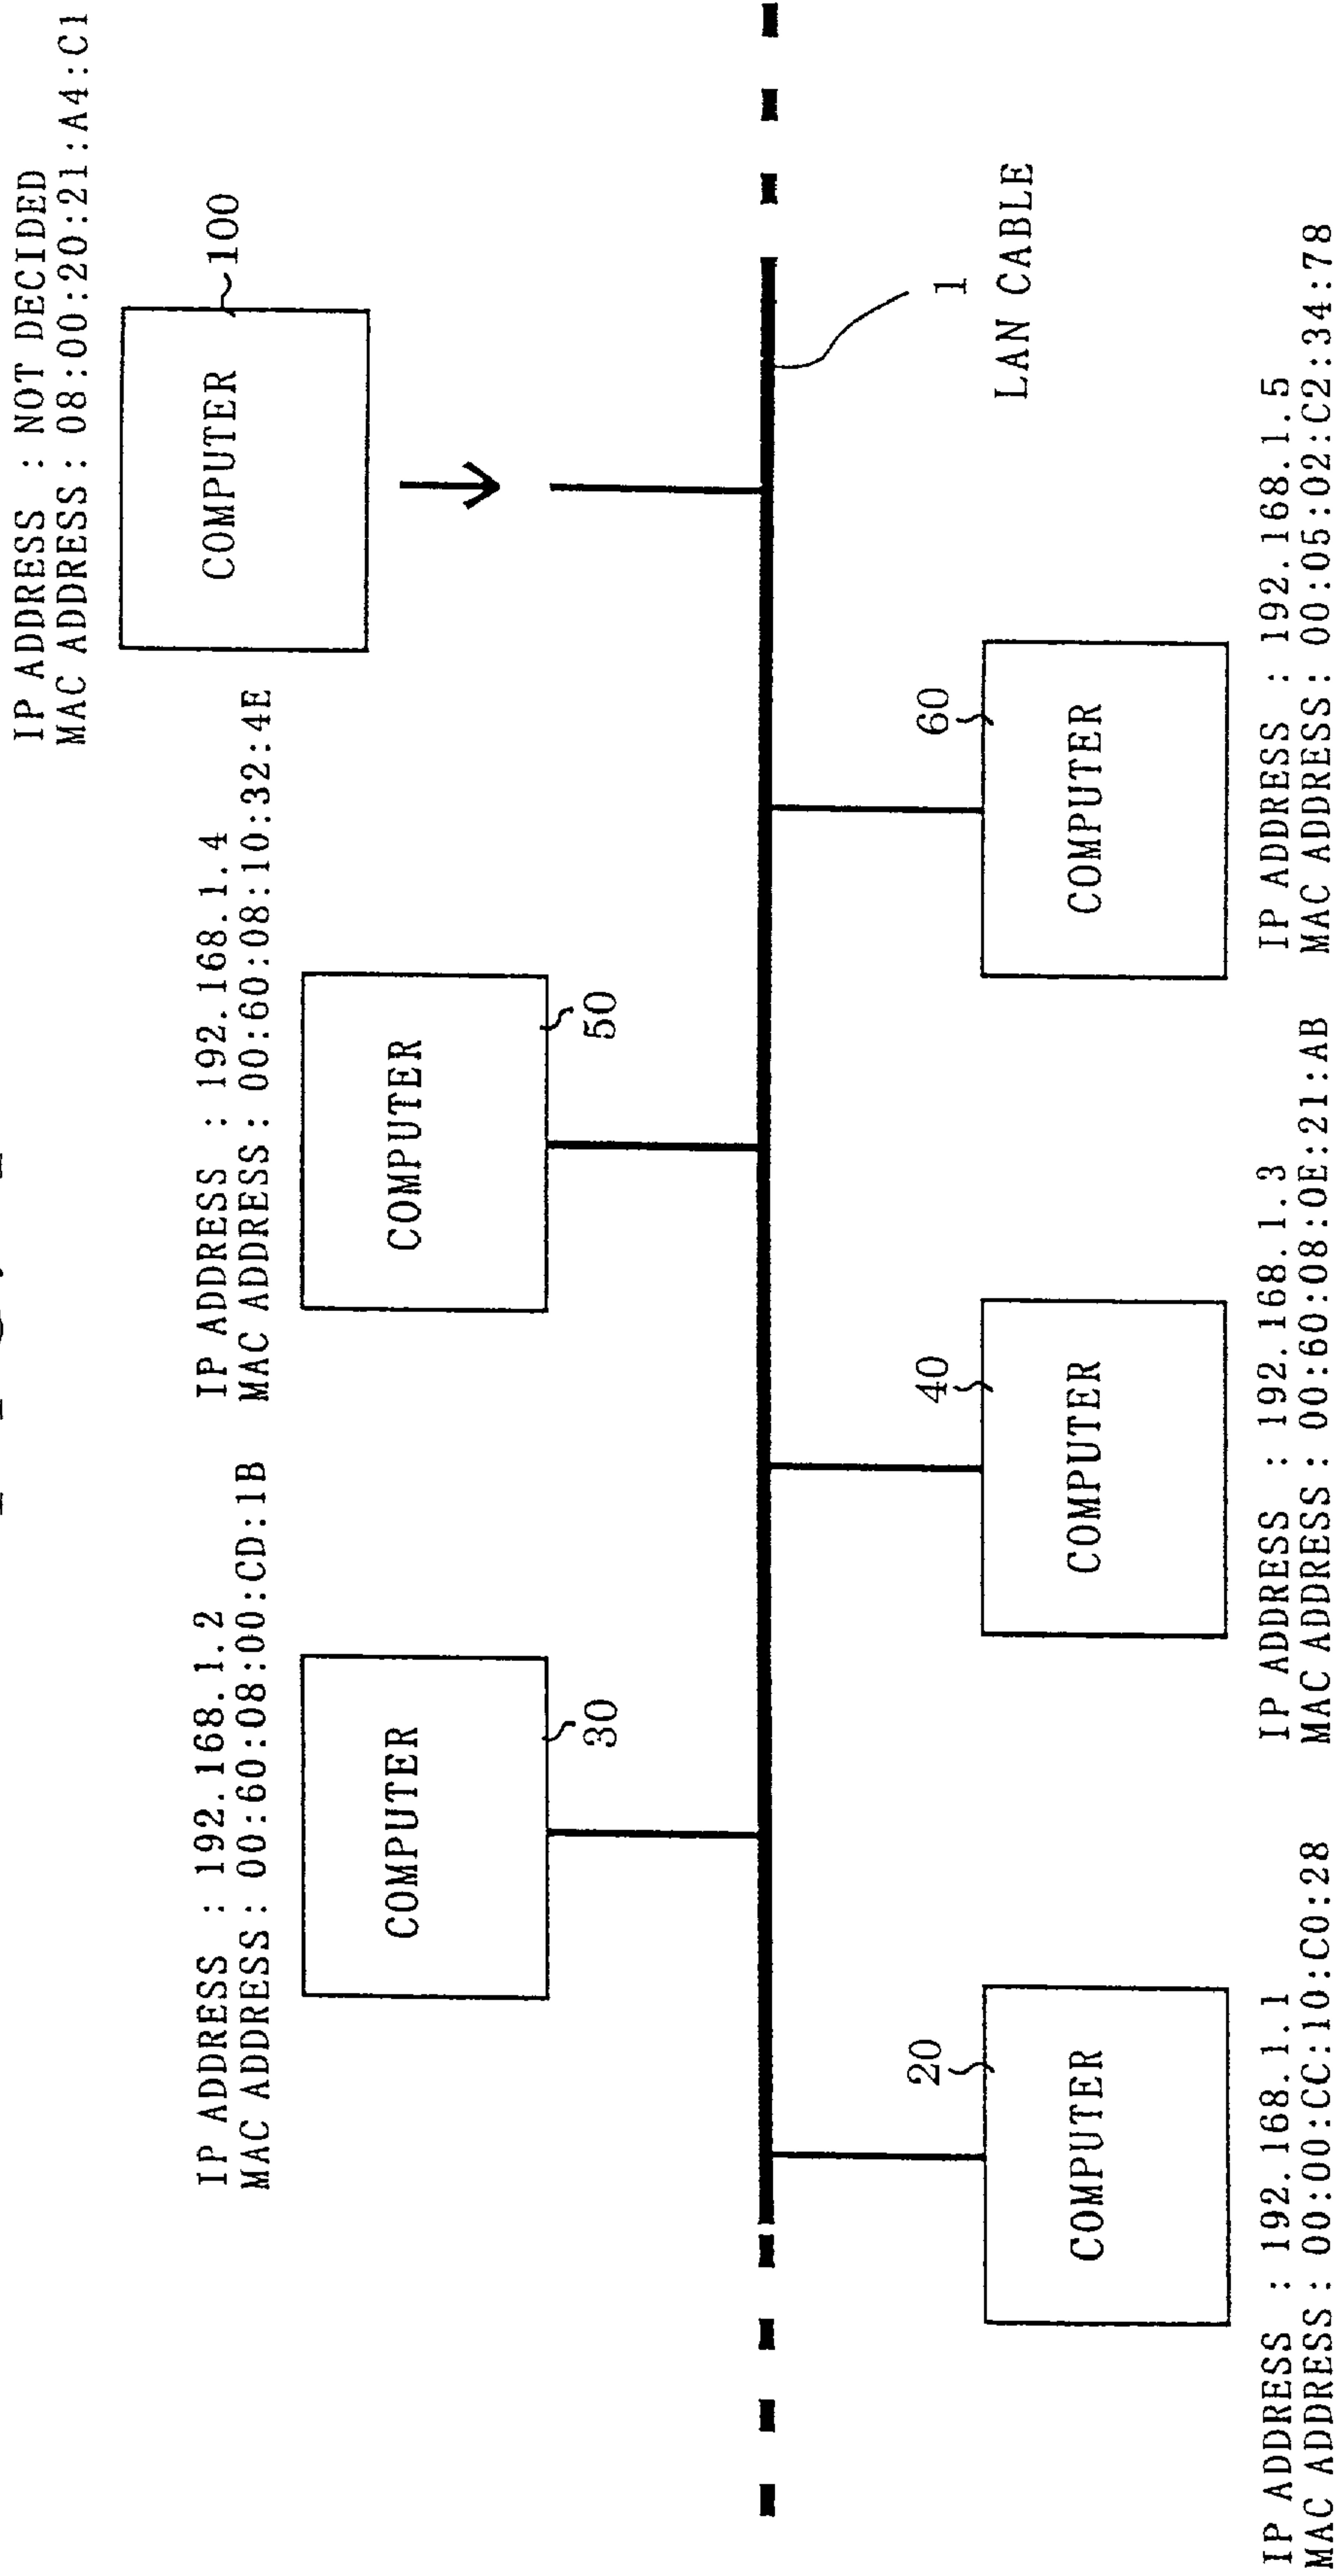 IP ADDRESS : NOT DECIDED
MAC ADDRESS : 08:00:20:21:A4:C1
COMPUTER
100
IP ADDRESS : 192.168.1.2
MAC ADDRESS : 00:60:08:00:CD:1B
COMPUTER
30
IP ADDRESS : 192.168.1.4
MAC ADDRESS : 00:60:08:10:32:4E
COMPUTER
50
1
LAN CABLE
20
COMPUTER
IP ADDRESS : 192.168.1.1
MAC ADDRESS : 00:00:CC:10:C0:28
40
COMPUTER
IP ADDRESS : 192.168.1.3
MAC ADDRESS : 00:60:08:0E:21:AB
60
COMPUTER
IP ADDRESS : 192.168.1.5
MAC ADDRESS : 00:05:02:C2:34:78